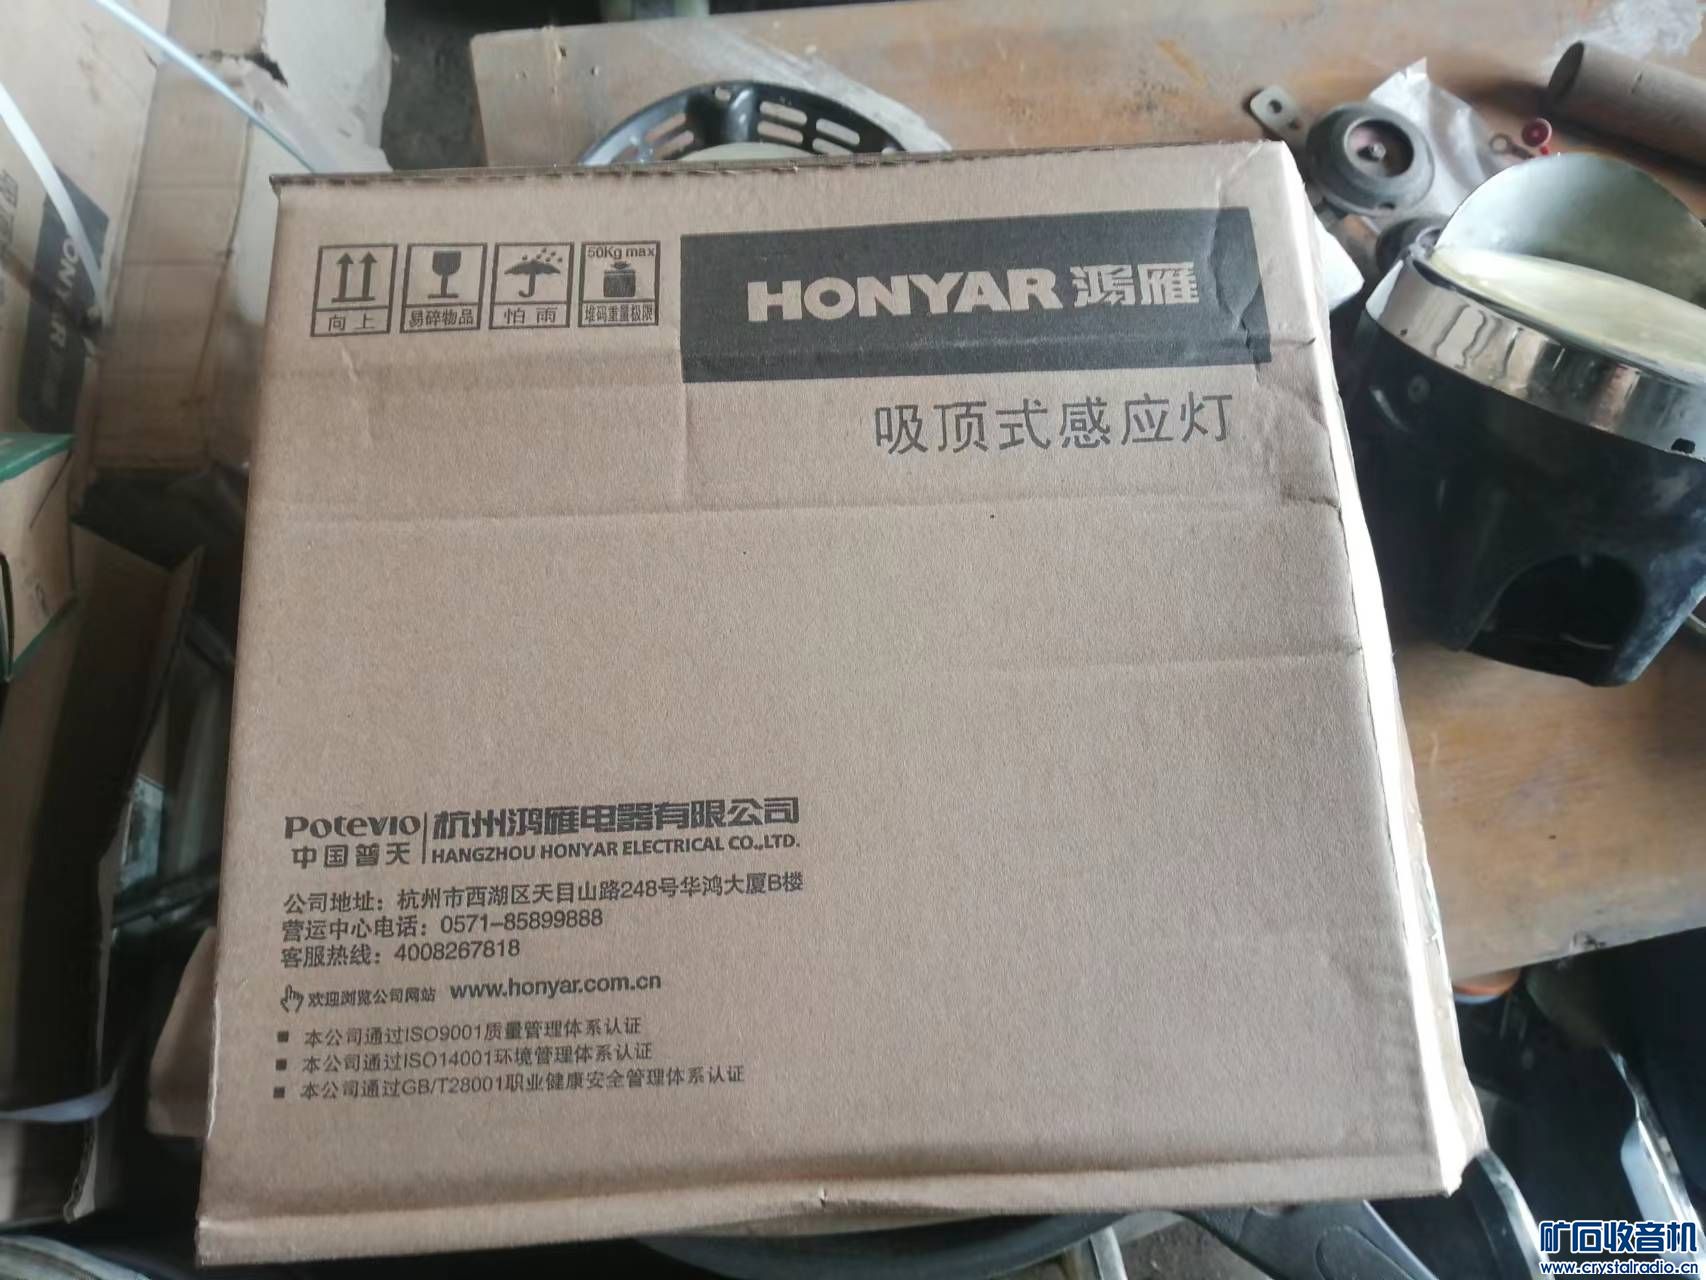 50Kg max
向上
易碎物品
怕雨
堆码重量极限
HONYAR 鸿雁
吸顶式感应灯
Potevio
中国普天
杭州鸿雁电器有限公司
HANGZHOU HONYAR ELECTRICAL CO.,LTD.
公司地址：杭州市西湖区天目山路248号华鸿大厦B楼
营运中心电话：0571-85899888
客服热线：4008267818
欢迎浏览公司网站 www.honyar.com.cn
■ 本公司通过ISO9001质量管理体系认证
■ 本公司通过ISO14001环境管理体系认证
■ 本公司通过GB/T28001职业健康安全管理体系认证
矿石收音机
www.crystalradio.cn